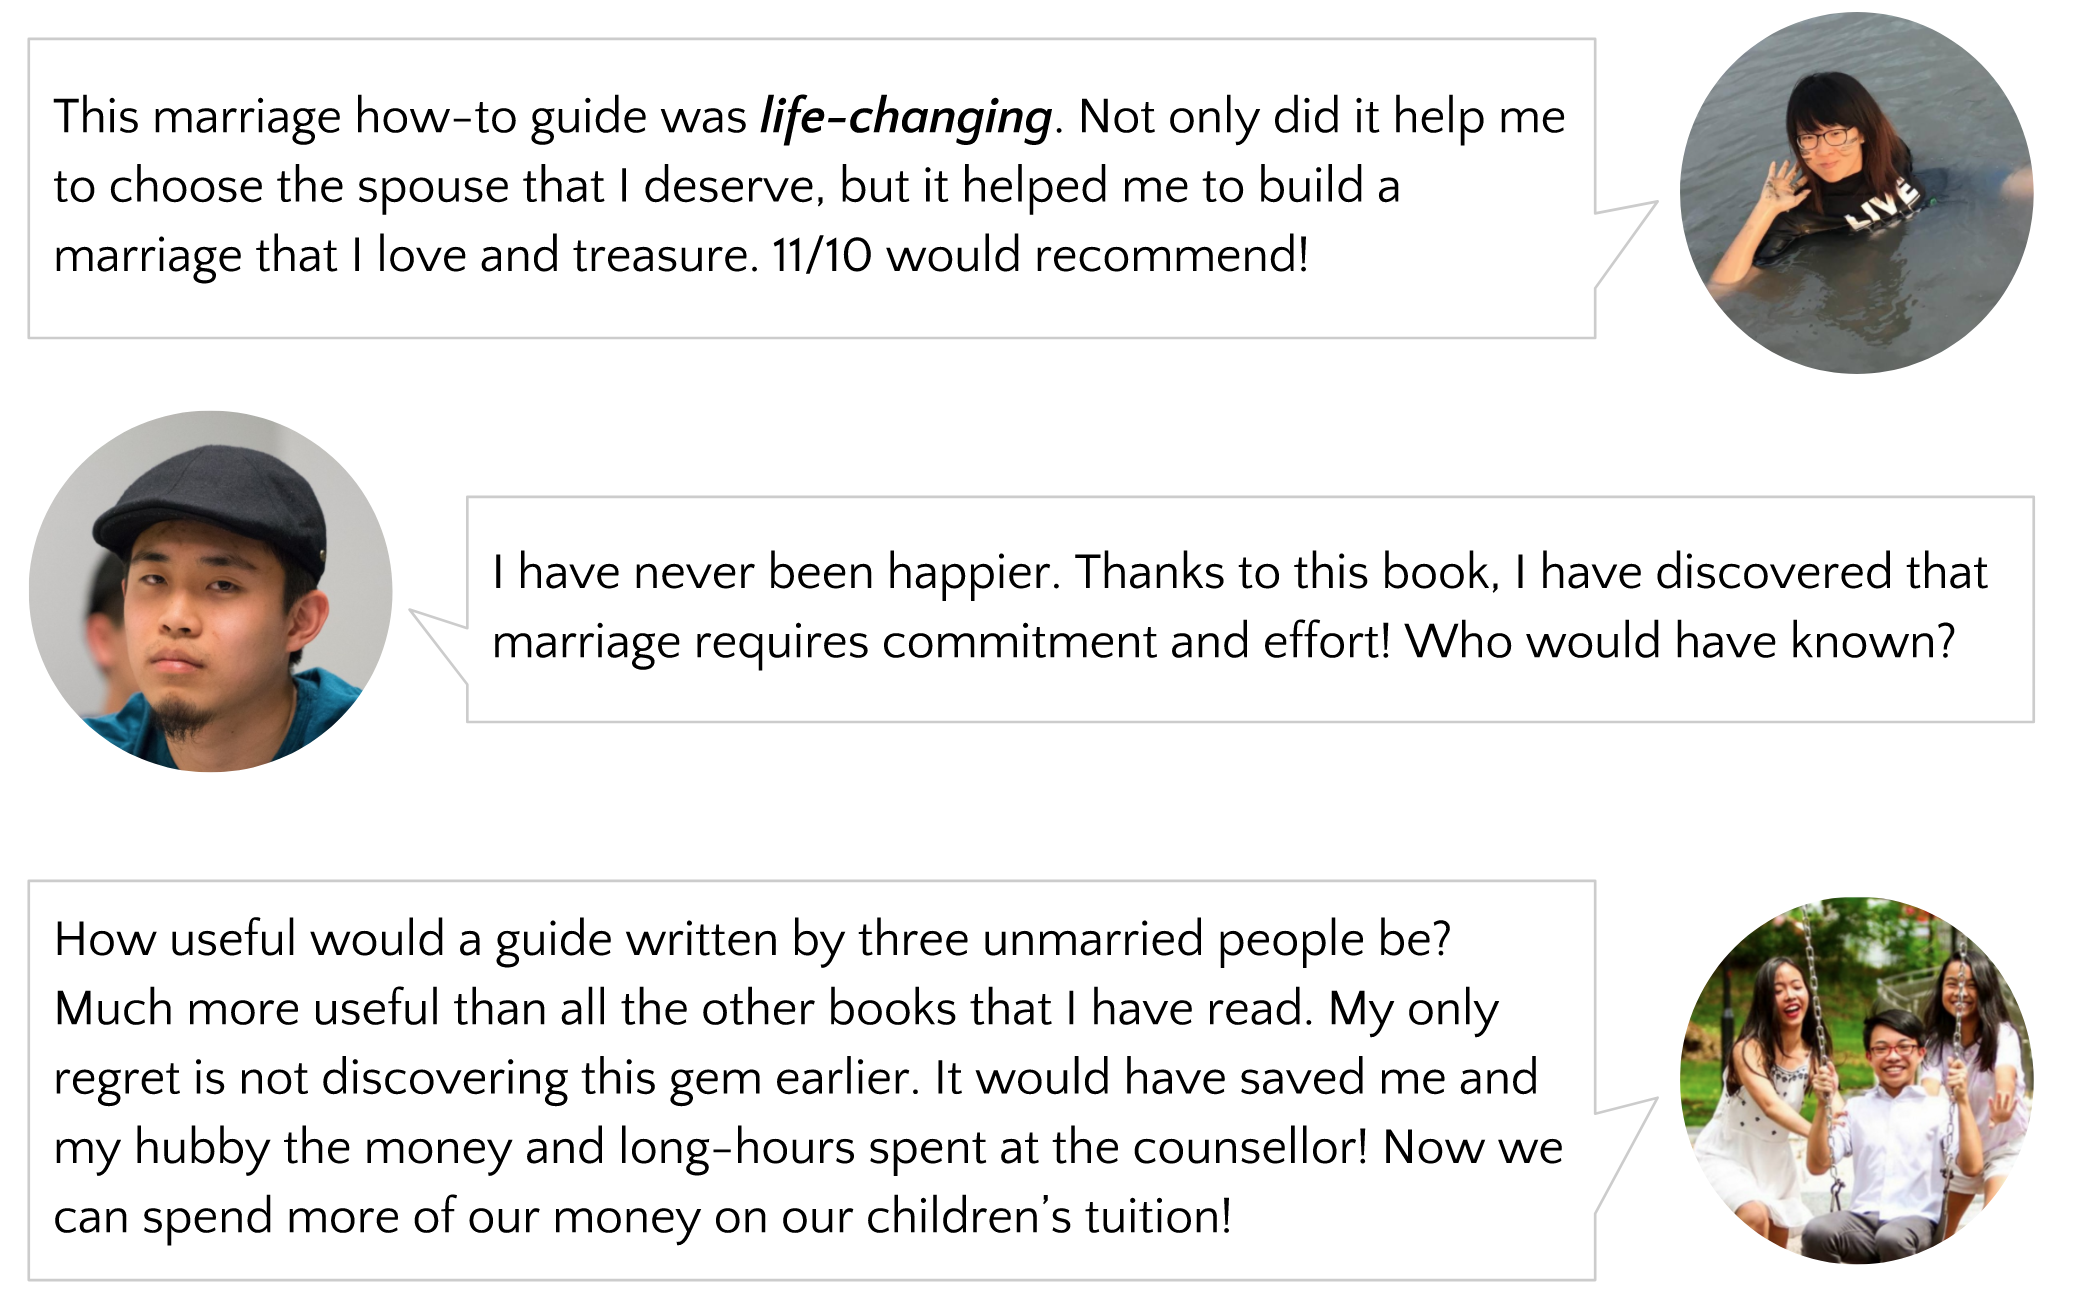 This marriage how-to guide was life-changing. Not only did it help me
to choose the spouse that I deserve, but it helped me to build a
marriage that I love and treasure. 11/10 would recommend!
LIVE
I have never been happier. Thanks to this book, I have discovered that
marriage requires commitment and effort! Who would have known?
How useful would a guide written by three unmarried people be?
Much more useful than all the other books that I have read. My only
regret is not discovering this gem earlier. It would have saved me and
my hubby the money and long-hours spent at the counsellor! Now we
can spend more of our money on our children’s tuition!